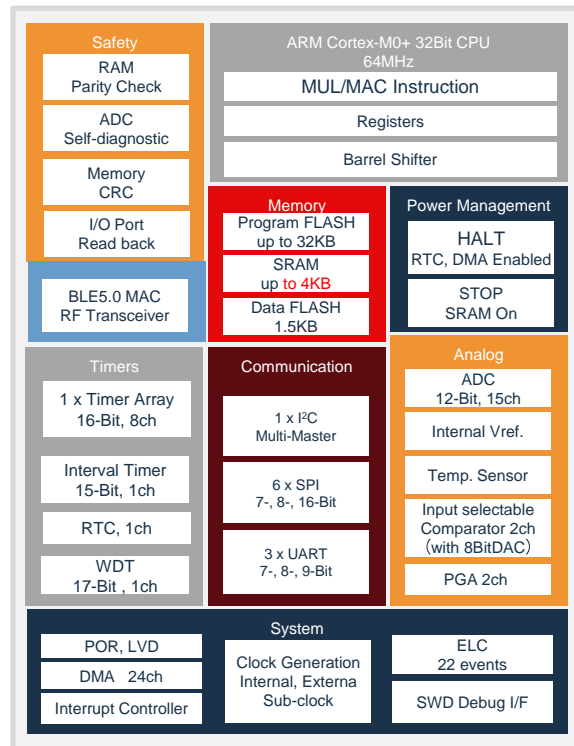 Safety
RAM
Parity Check
ADC
Self-diagnostic
Memory
CRC
I/O Port
Read back
BLE5.0 MAC
RF Transceiver
ARM Cortex-M0+ 32Bit CPU
64MHz
MUL/MAC Instruction
Registers
Barrel Shifter
Memory
Program FLASH
up to 32KB
SRAM
up to 4KB
Data FLASH
1.5KB
Power Management
HALT
RTC, DMA Enabled
STOP
SRAM On
Timers
1 x Timer Array
16-Bit, 8ch
Interval Timer
15-Bit, 1ch
RTC, 1ch
WDT
17-Bit , 1ch
Communication
1 x I²C
Multi-Master
6 x SPI
7-, 8-, 16-Bit
3 x UART
7-, 8-, 9-Bit
Analog
ADC
12-Bit, 15ch
Internal Vref.
Temp. Sensor
Input selectable
Comparator 2ch
(with 8BitDAC)
PGA 2ch
System
POR, LVD
DMA 24ch
Interrupt Controller
Clock Generation
Internal, Externa
Sub-clock
ELC
22 events
SWD Debug I/F